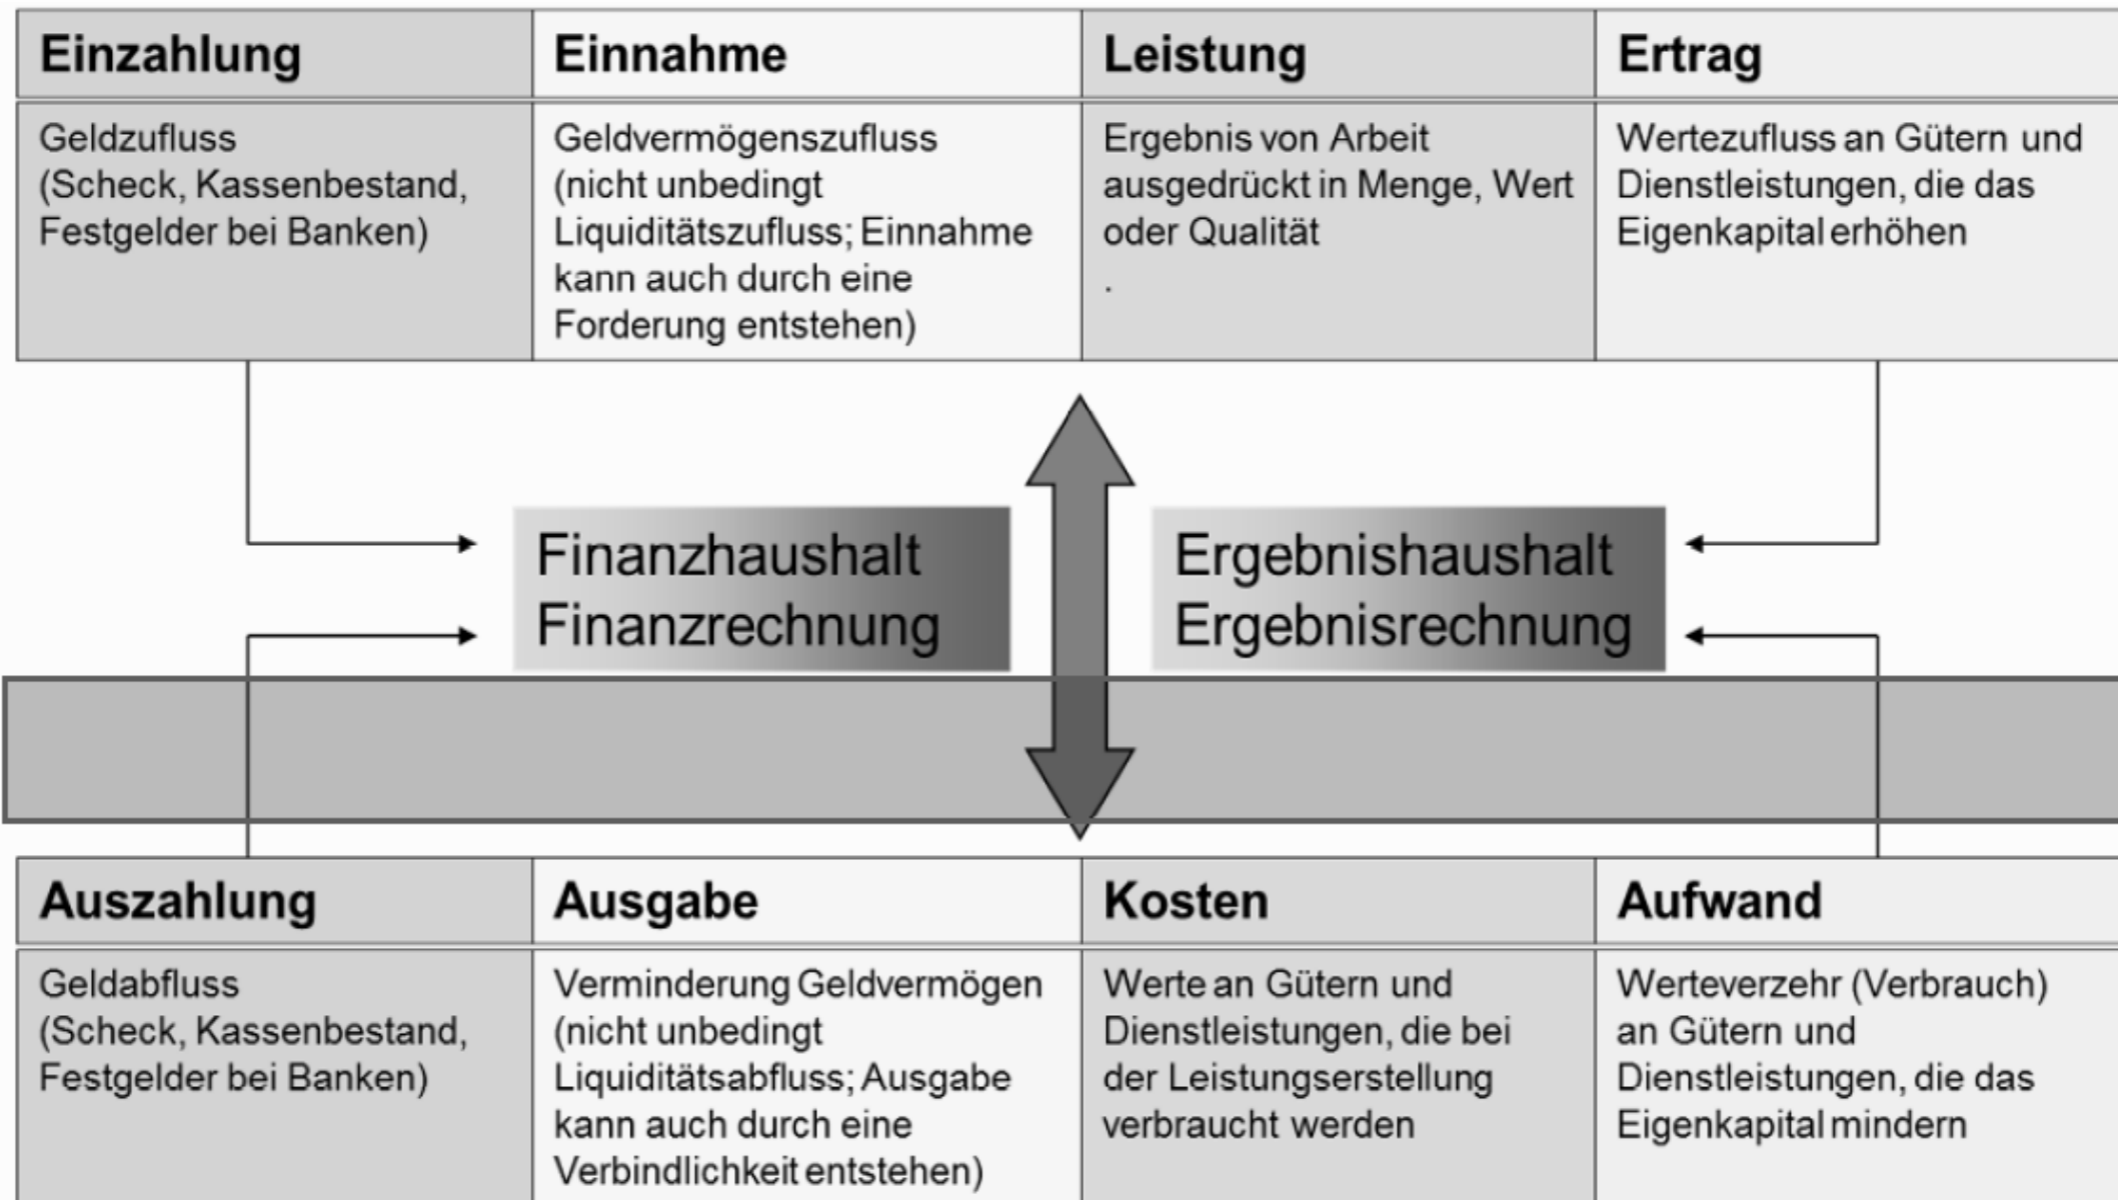 Einzahlung
Einnahme
Leistung
Ertrag
Geldzufluss
(Scheck, Kassenbestand,
Festgelder bei Banken)
Geldvermögenszufluss
(nicht unbedingt
Liquiditätszufluss; Einnahme
kann auch durch eine
Forderung entstehen)
Ergebnis von Arbeit
ausgedrückt in Menge, Wert
oder Qualität
.
Wertezufluss an Gütern und
Dienstleistungen, die das
Eigenkapital erhöhen
Finanzhaushalt
Finanzrechnung
Ergebnishaushalt
Ergebnisrechnung
Auszahlung
Ausgabe
Kosten
Aufwand
Geldabfluss
(Scheck, Kassenbestand,
Festgelder bei Banken)
Verminderung Geldvermögen
(nicht unbedingt
Liquiditätsabfluss; Ausgabe
kann auch durch eine
Verbindlichkeit entstehen)
Werte an Gütern und
Dienstleistungen, die bei
der Leistungserstellung
verbraucht werden
Werteverzehr (Verbrauch)
an Gütern und
Dienstleistungen, die das
Eigenkapital mindern